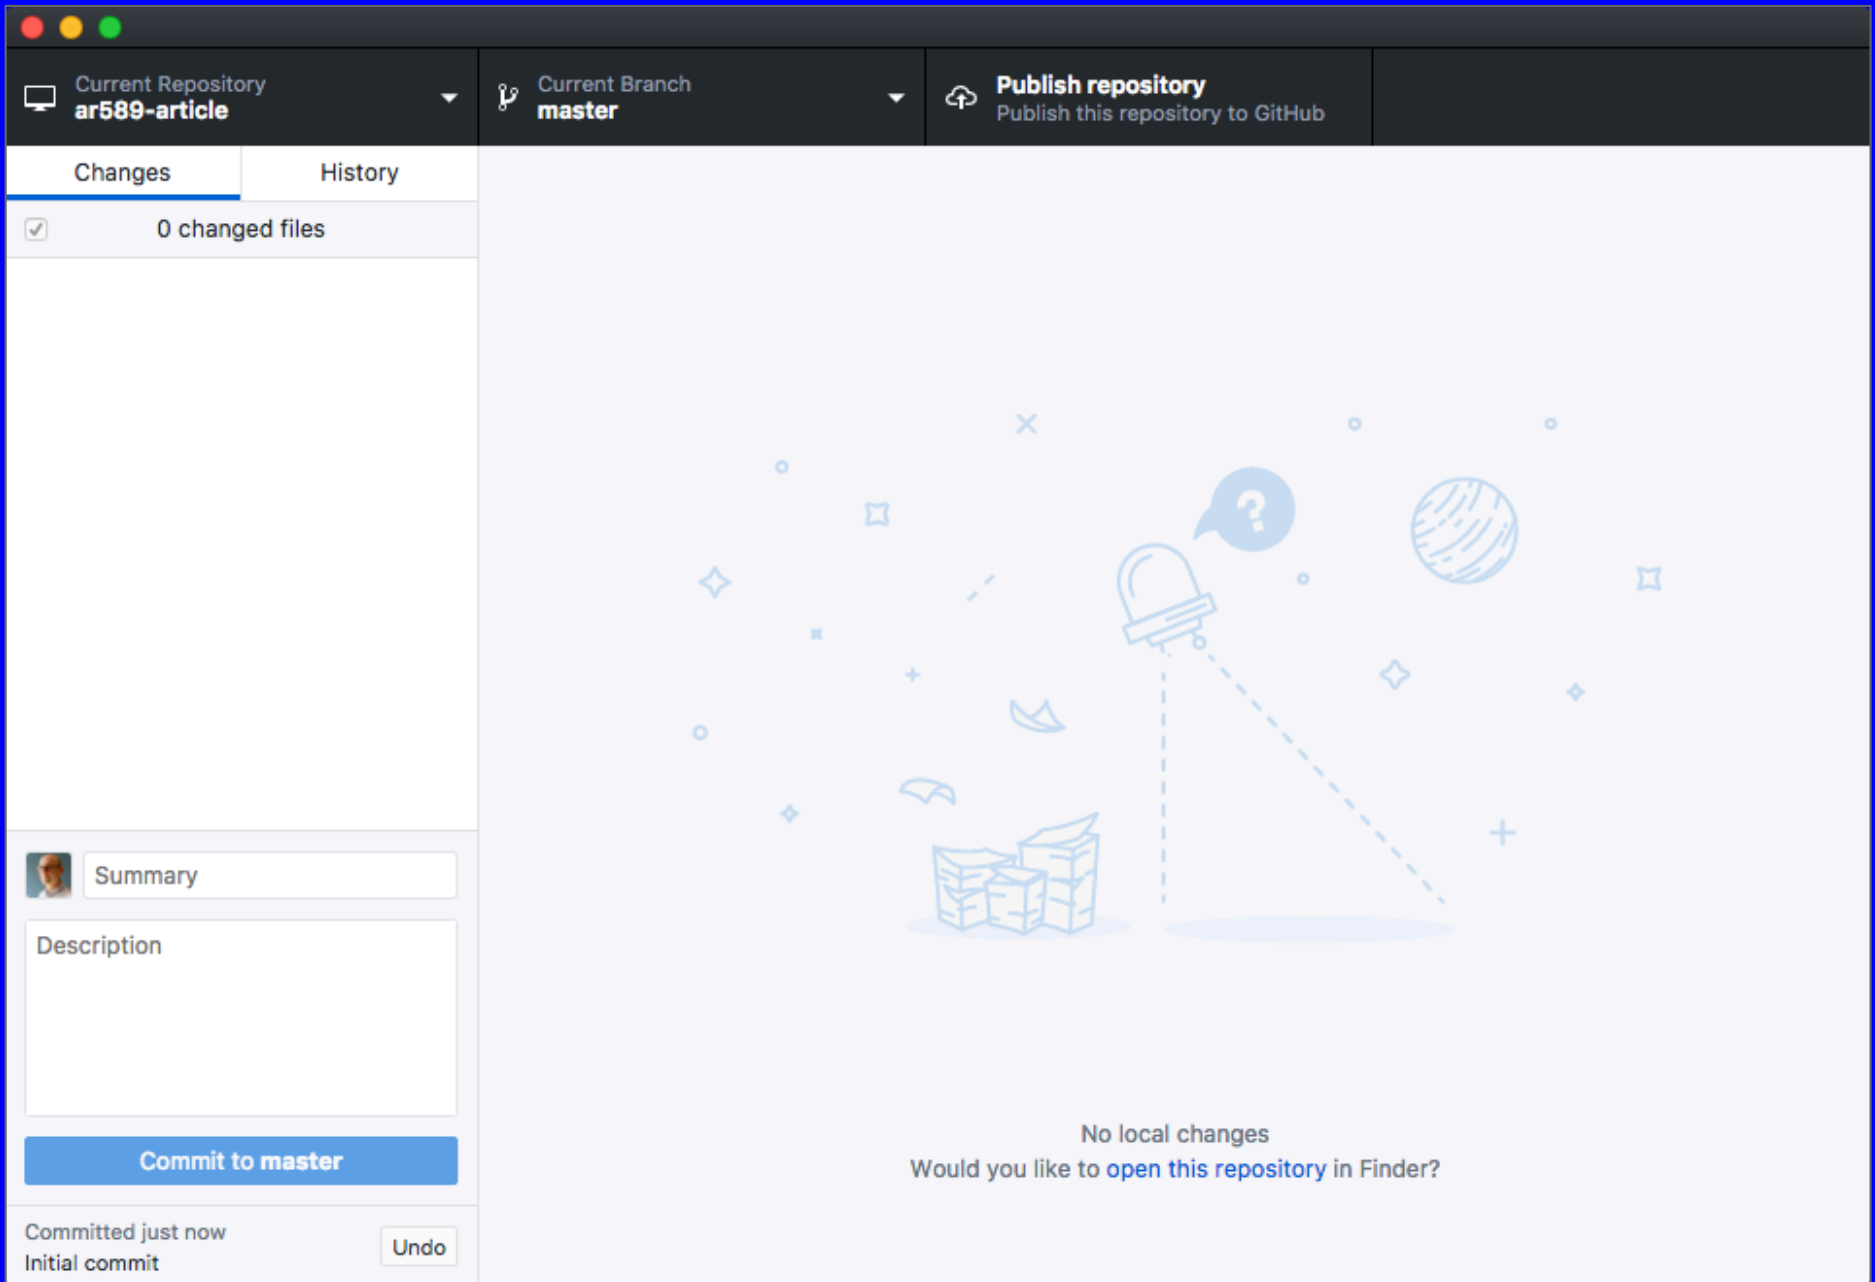 Current Repository
ar589-article
Current Branch
master
Publish repository
Publish this repository to GitHub
Changes
History
0 changed files
?
Summary
Description
Commit to master
Committed just now
Initial commit
Undo
No local changes
Would you like to open this repository in Finder?